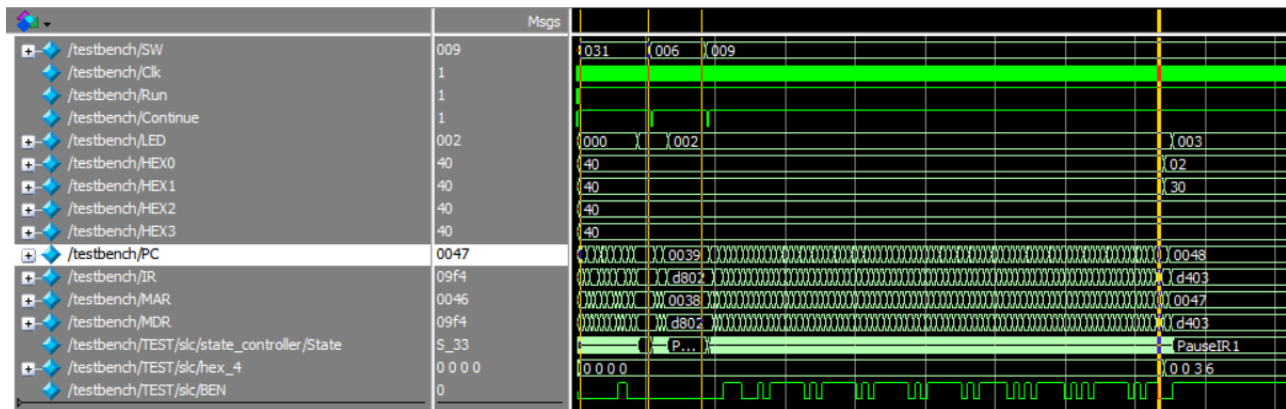 Msgs
/testbench/SW 009 031 006 009
/testbench/Clk 1
/testbench/Run 1
/testbench/Continue 1
/testbench/LED 002 000 002 003
/testbench/HEX0 40 40 02
/testbench/HEX1 40 40 30
/testbench/HEX2 40 40
/testbench/HEX3 40 40
/testbench/PC 0047 0039 0048
/testbench/IR 09f4 d802 d403
/testbench/MAR 0046 0038 0047
/testbench/MDR 09f4 d802 d403
/testbench/TEST/slc/state_controller/State S_33 P... PauseIR1
/testbench/TEST/slc/hex_4 0 0 0 0 0 0 0 0 0 0 3 6
/testbench/TEST/slc/BEN 0